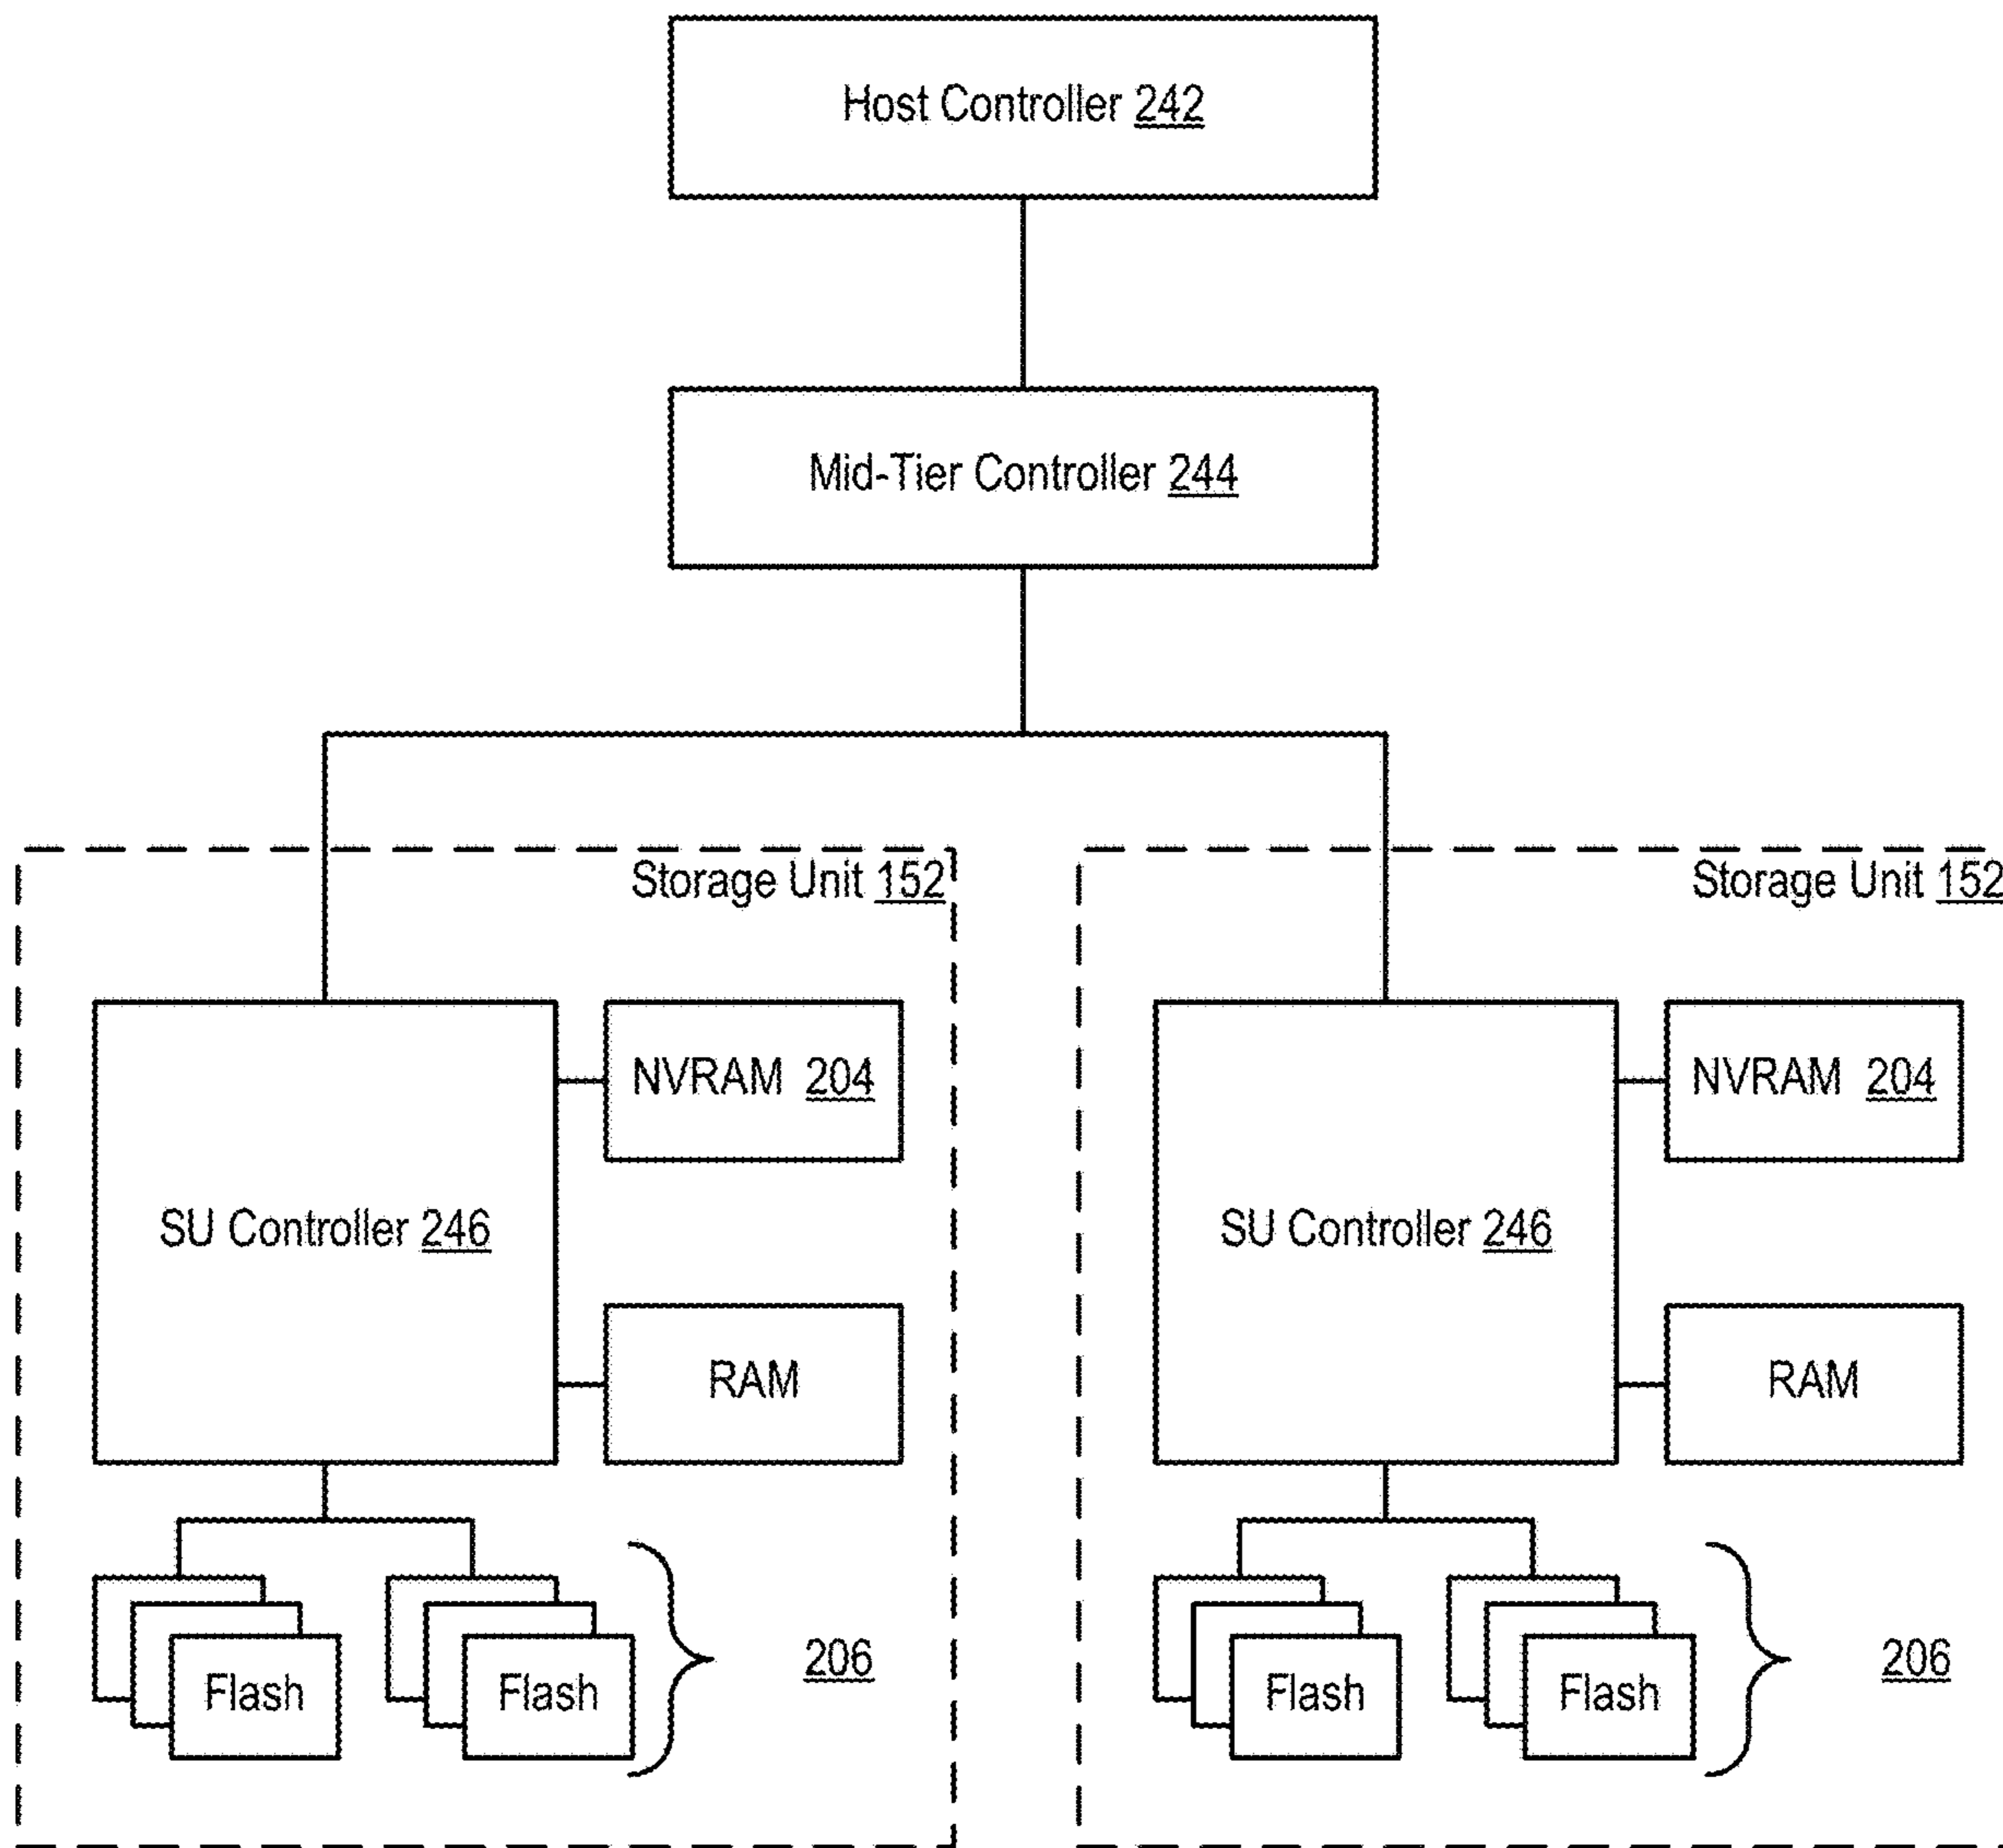 Host Controller 242
Mid-Tier Controller 244
Storage Unit 152
NVRAM 204
SU Controller 246
RAM
Flash
Flash
206
Storage Unit 152
NVRAM 204
SU Controller 246
RAM
Flash
Flash
206